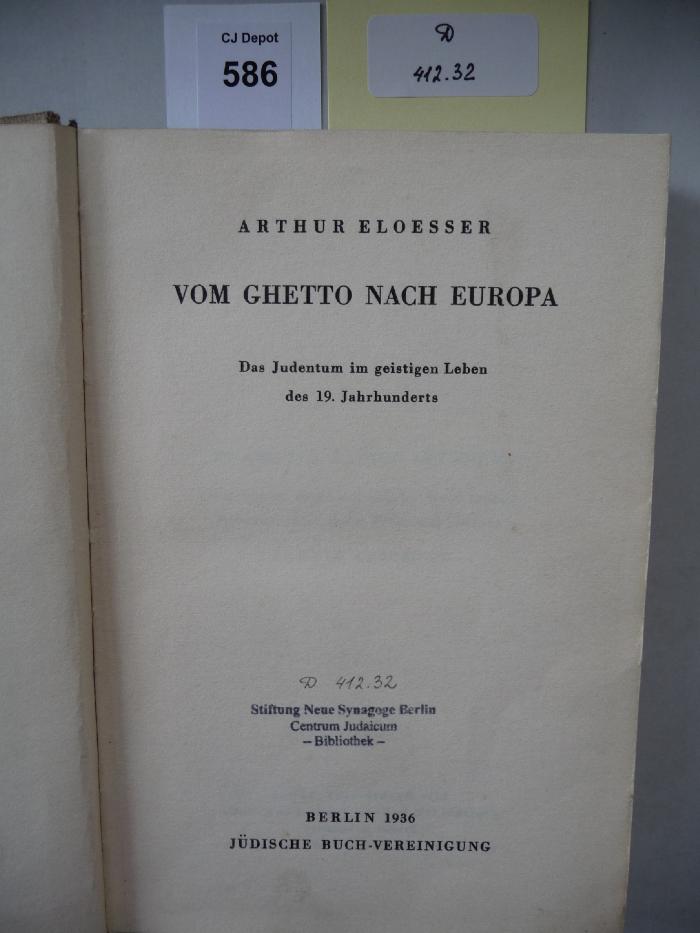 CJ Depot
586
D
412.32
ARTHUR ELOESSER
VOM GHETTO NACH EUROPA
Das Judentum im geistigen Leben
des 19. Jahrhunderts
D 412.32
Stiftung Neue Synagoge Berlin
Centrum Judaicum
– Bibliothek –
BERLIN 1936
JÜDISCHE BUCH-VEREINIGUNG